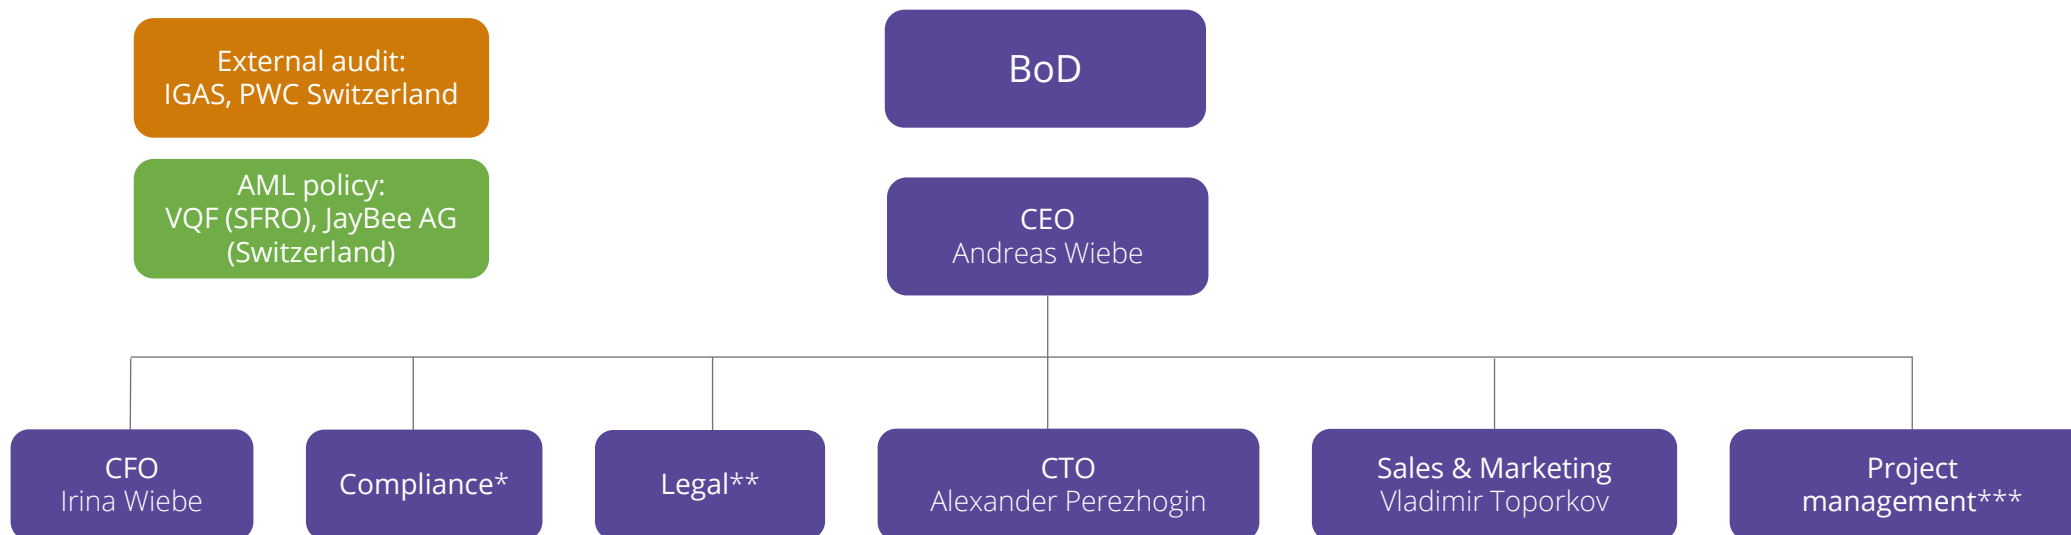 External audit:
IGAS, PWC Switzerland
BoD
AML policy:
VQF (SFRO), JayBee AG
(Switzerland)
CEO
Andreas Wiebe
CFO
Irina Wiebe
Compliance*
Legal**
CTO
Alexander Perezhogin
Sales & Marketing
Vladimir Toporkov
Project
management***